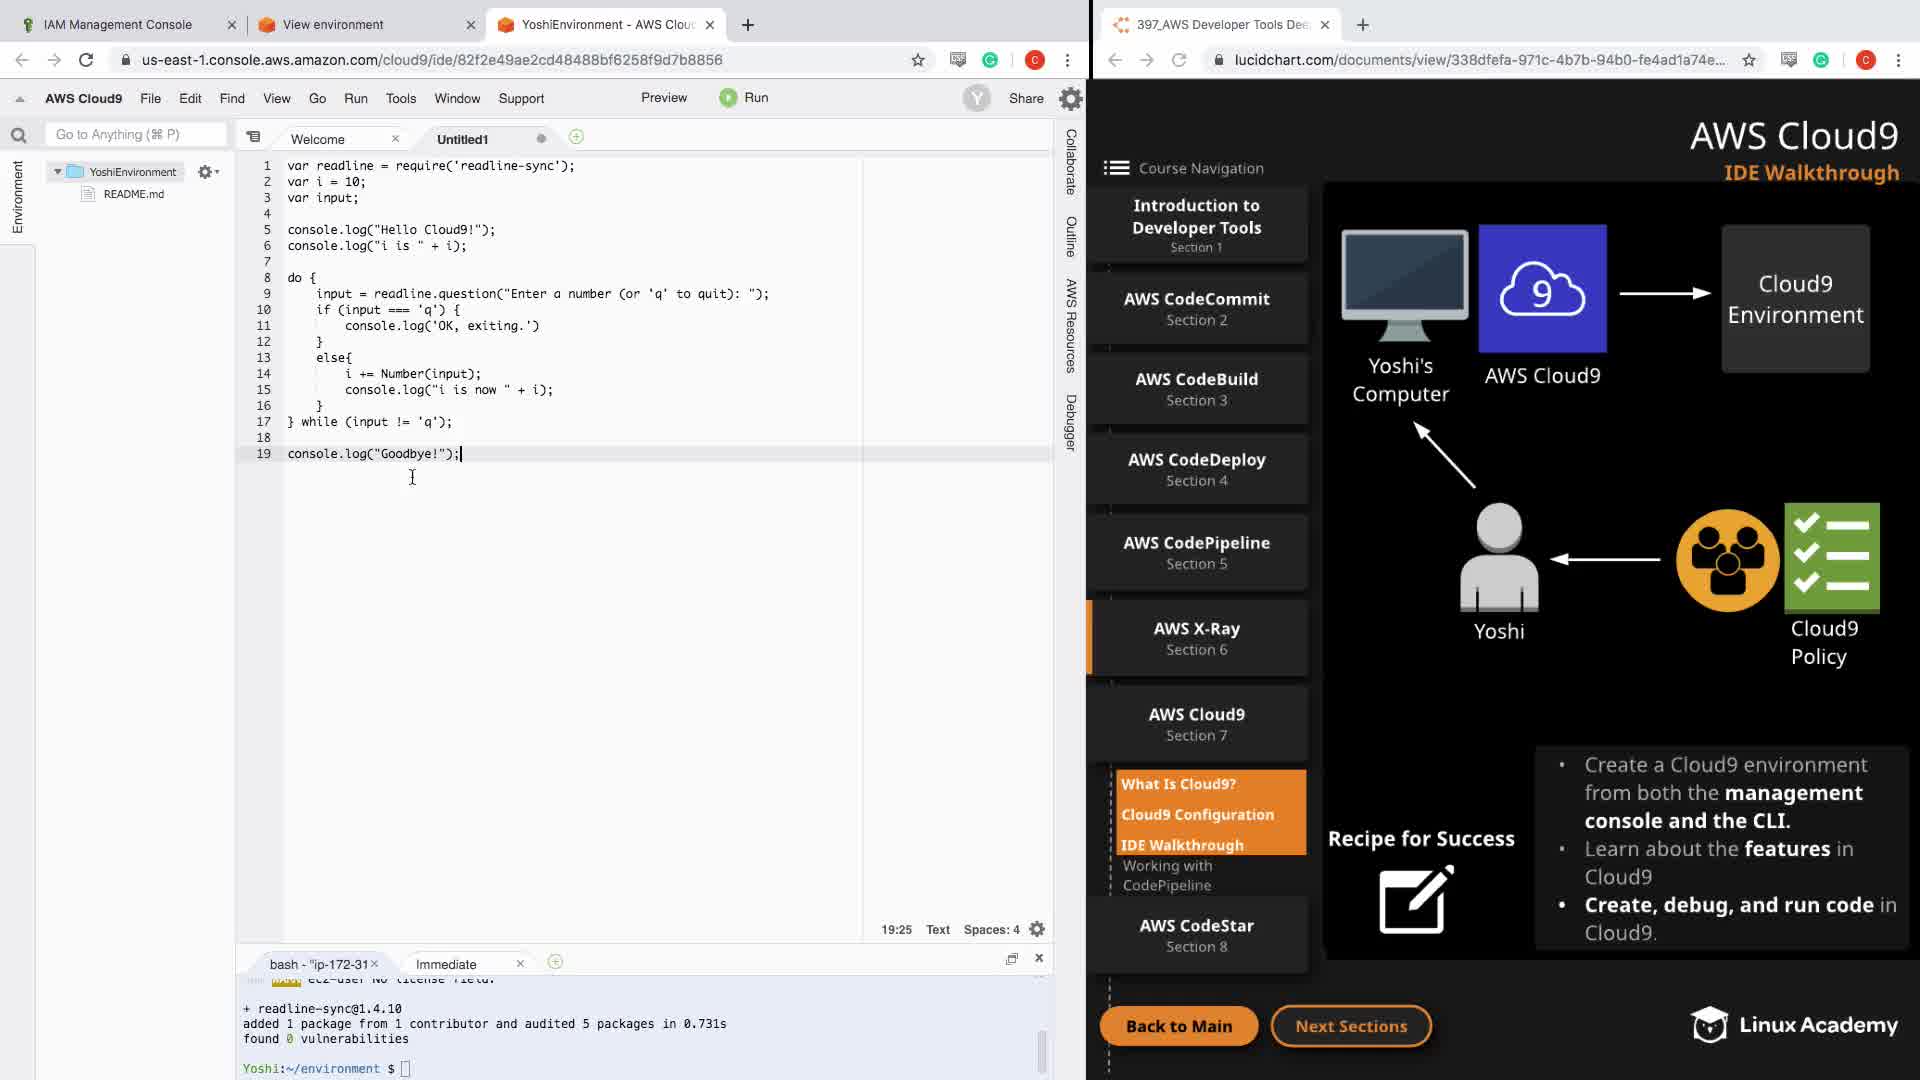 IAM Management Console
View environment
YoshiEnvironment - AWS Clou
us-east-1.console.aws.amazon.com/cloud9/ide/82f2e49ae2cd48488bf6258f9d7b8856
C
AWS Cloud9 File Edit Find View Go Run Tools Window Support Preview Run Y Share
Go to Anything (⌘ P)
Welcome
Untitled1
Environment
YoshiEnvironment
README.md
1 var readline = require('readline-sync');
2 var i = 10;
3 var input;
4
5 console.log("Hello Cloud9!");
6 console.log("i is " + i);
7
8 do {
9 input = readline.question("Enter a number (or 'q' to quit): ");
10 if (input === 'q') {
11 console.log('OK, exiting.')
12 }
13 else{
14 i += Number(input);
15 console.log("i is now " + i);
16 }
17 } while (input != 'q');
18
19 console.log("Goodbye!");
Collaborate
Outline
AWS Resources
Debugger
19:25 Text Spaces: 4
bash - "ip-172-31
Immediate
ec2-user No license field.
+ readline-sync@1.4.10
added 1 package from 1 contributor and audited 5 packages in 0.731s
found 0 vulnerabilities
Yoshi:~/environment $
397_AWS Developer Tools Dee
lucidchart.com/documents/view/338dfefa-971c-4b7b-94b0-fe4ad1a74e...
C
AWS Cloud9
IDE Walkthrough
Course Navigation
Introduction to
Developer Tools
Section 1
AWS CodeCommit
Section 2
AWS CodeBuild
Section 3
AWS CodeDeploy
Section 4
AWS CodePipeline
Section 5
AWS X-Ray
Section 6
AWS Cloud9
Section 7
What Is Cloud9?
Cloud9 Configuration
IDE Walkthrough
Working with
CodePipeline
AWS CodeStar
Section 8
Back to Main
Next Sections
9
Yoshi's
Computer
AWS Cloud9
Cloud9
Environment
Yoshi
Cloud9
Policy
Recipe for Success
• Create a Cloud9 environment
from both the management
console and the CLI.
• Learn about the features in
Cloud9
• Create, debug, and run code in
Cloud9.
Linux Academy